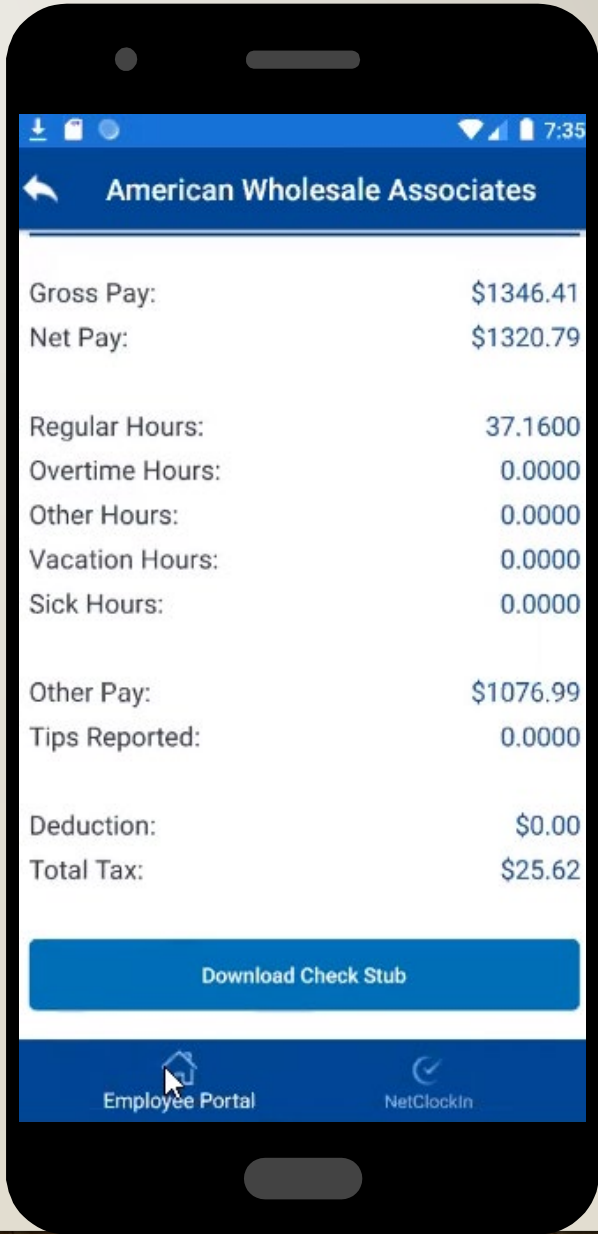 7:35
American Wholesale Associates
Gross Pay: $1346.41
Net Pay: $1320.79
Regular Hours: 37.1600
Overtime Hours: 0.0000
Other Hours: 0.0000
Vacation Hours: 0.0000
Sick Hours: 0.0000
Other Pay: $1076.99
Tips Reported: 0.0000
Deduction: $0.00
Total Tax: $25.62
Download Check Stub
Employee Portal NetClockIn